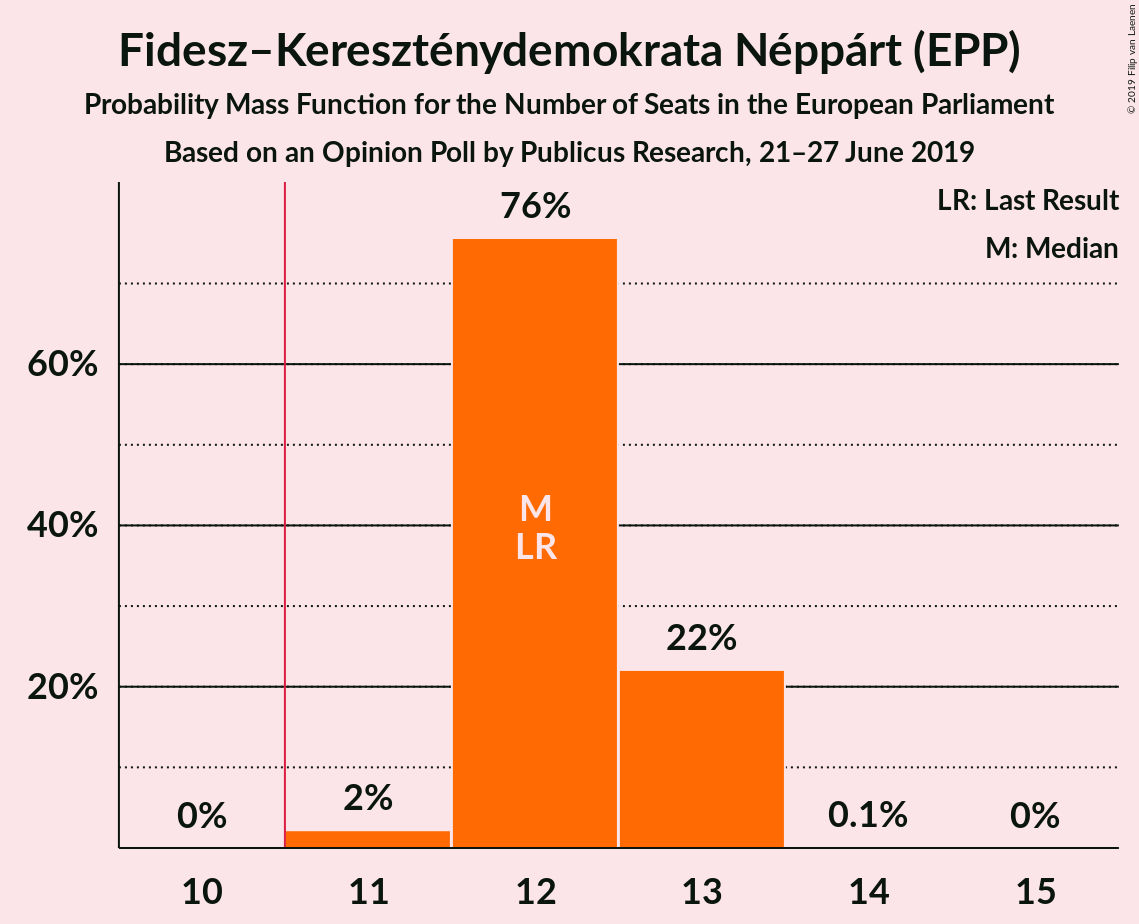 Fidesz–Kereszténydemokrata Néppárt (EPP)
Probability Mass Function for the Number of Seats in the European Parliament
Based on an Opinion Poll by Publicus Research, 21–27 June 2019
© 2019 Filip van Laenen
LR: Last Result
M: Median
76%
60%
M
40%
LR
22%
20%
0%
2%
0.1%
0%
10
11
12
13
14
15